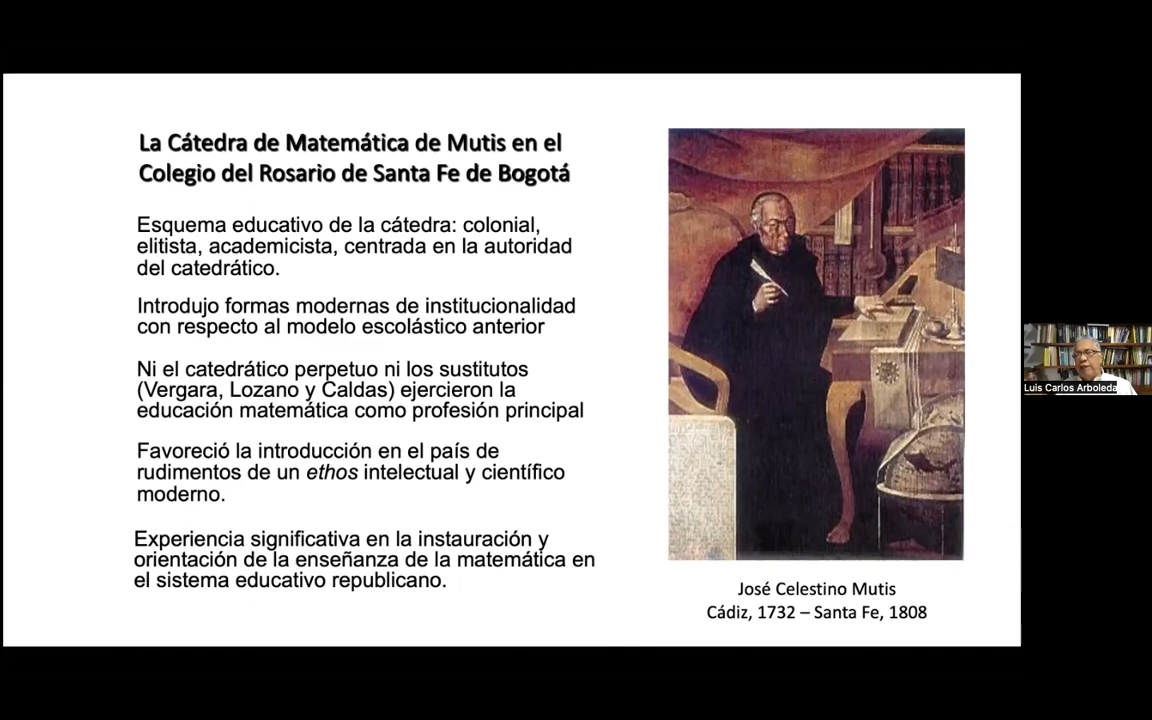 La Cátedra de Matemática de Mutis en el
Colegio del Rosario de Santa Fe de Bogotá
Esquema educativo de la cátedra: colonial,
elitista, academicista, centrada en la autoridad
del catedrático.
Introdujo formas modernas de institucionalidad
con respecto al modelo escolástico anterior
Ni el catedrático perpetuo ni los sustitutos
(Vergara, Lozano y Caldas) ejercieron la
educación matemática como profesión principal
Favoreció la introducción en el país de
rudimentos de un ethos intelectual y científico
moderno.
Experiencia significativa en la instauración y
orientación de la enseñanza de la matemática en
el sistema educativo republicano.
José Celestino Mutis
Cádiz, 1732 – Santa Fe, 1808
Luis Carlos Arboleda